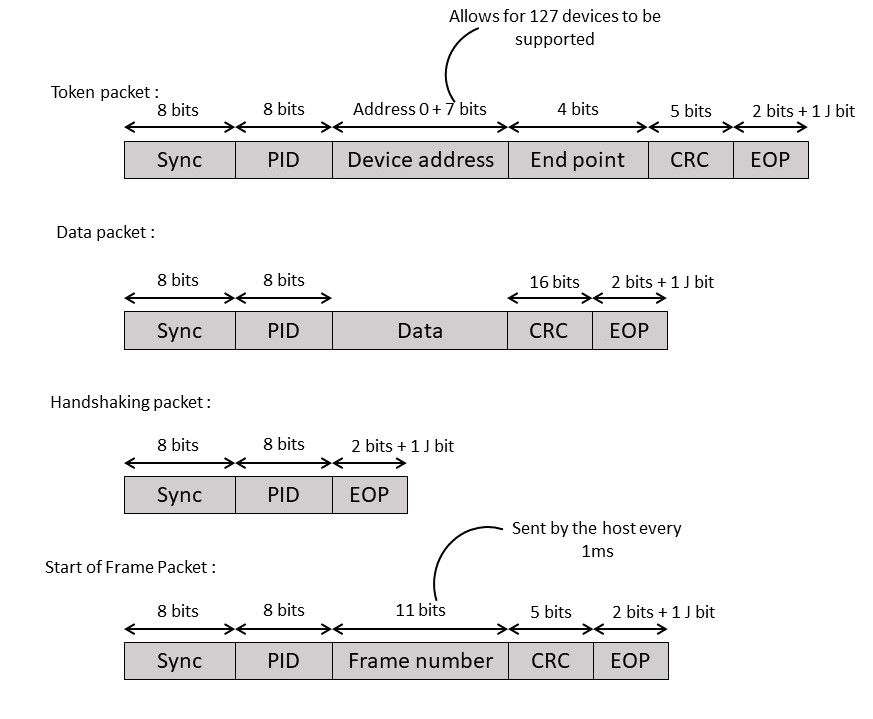 Allows for 127 devices to be
supported
Token packet :
8 bits 8 bits Address 0 + 7 bits 4 bits 5 bits 2 bits + 1 J bit
Sync PID Device address End point CRC EOP
Data packet :
8 bits 8 bits 16 bits 2 bits + 1 J bit
Sync PID Data CRC EOP
Handshaking packet :
8 bits 8 bits 2 bits + 1 J bit
Sync PID EOP
Sent by the host every
1ms
Start of Frame Packet :
8 bits 8 bits 11 bits 5 bits 2 bits + 1 J bit
Sync PID Frame number CRC EOP